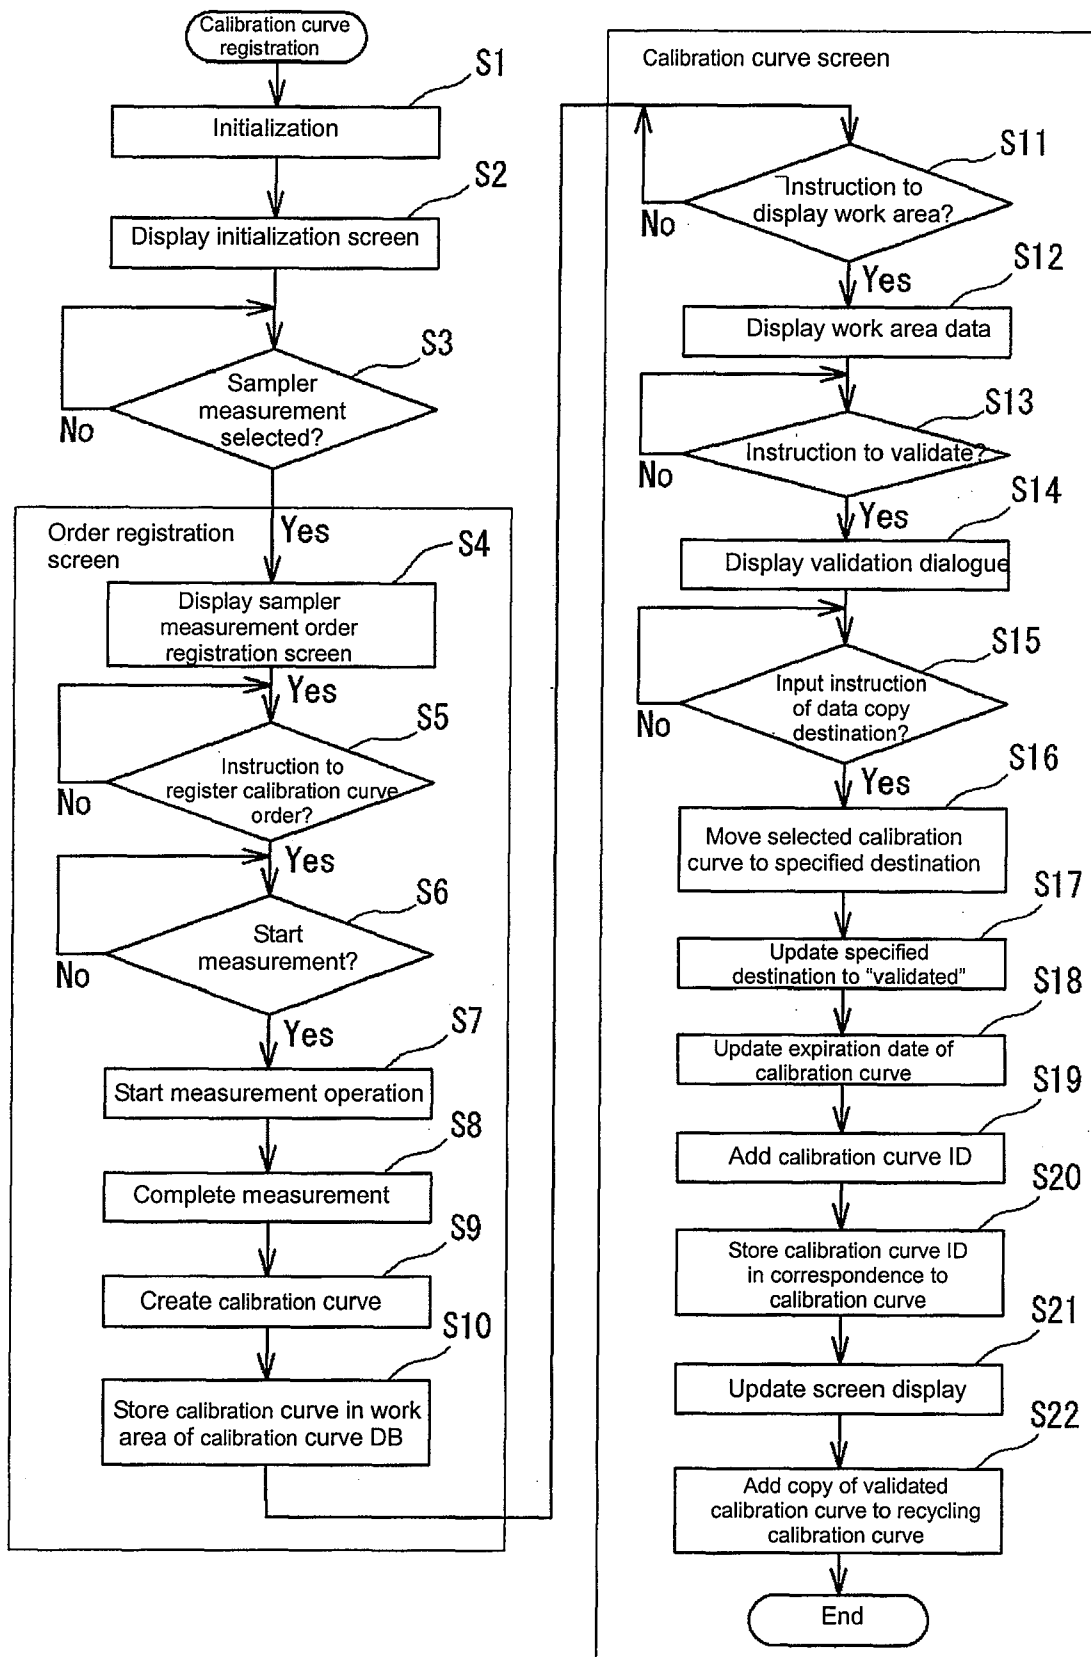 Calibration curve
registration
S1
Initialization
S2
Display initialization screen
S3
Sampler
measurement
selected?
No
Yes
Order registration
screen
S4
Display sampler
measurement order
registration screen
Yes
S5
Instruction to
register calibration curve
order?
No
Yes
S6
Start
measurement?
No
Yes
S7
Start measurement operation
S8
Complete measurement
S9
Create calibration curve
S10
Store calibration curve in work
area of calibration curve DB
Calibration curve screen
S11
Instruction to
display work area?
No
Yes
S12
Display work area data
S13
Instruction to validate?
No
Yes
S14
Display validation dialogue
S15
Input instruction
of data copy
destination?
No
Yes
S16
Move selected calibration
curve to specified destination
S17
Update specified
destination to “validated”
S18
Update expiration date of
calibration curve
S19
Add calibration curve ID
S20
Store calibration curve ID
in correspondence to
calibration curve
S21
Update screen display
S22
Add copy of validated
calibration curve to recycling
calibration curve
End